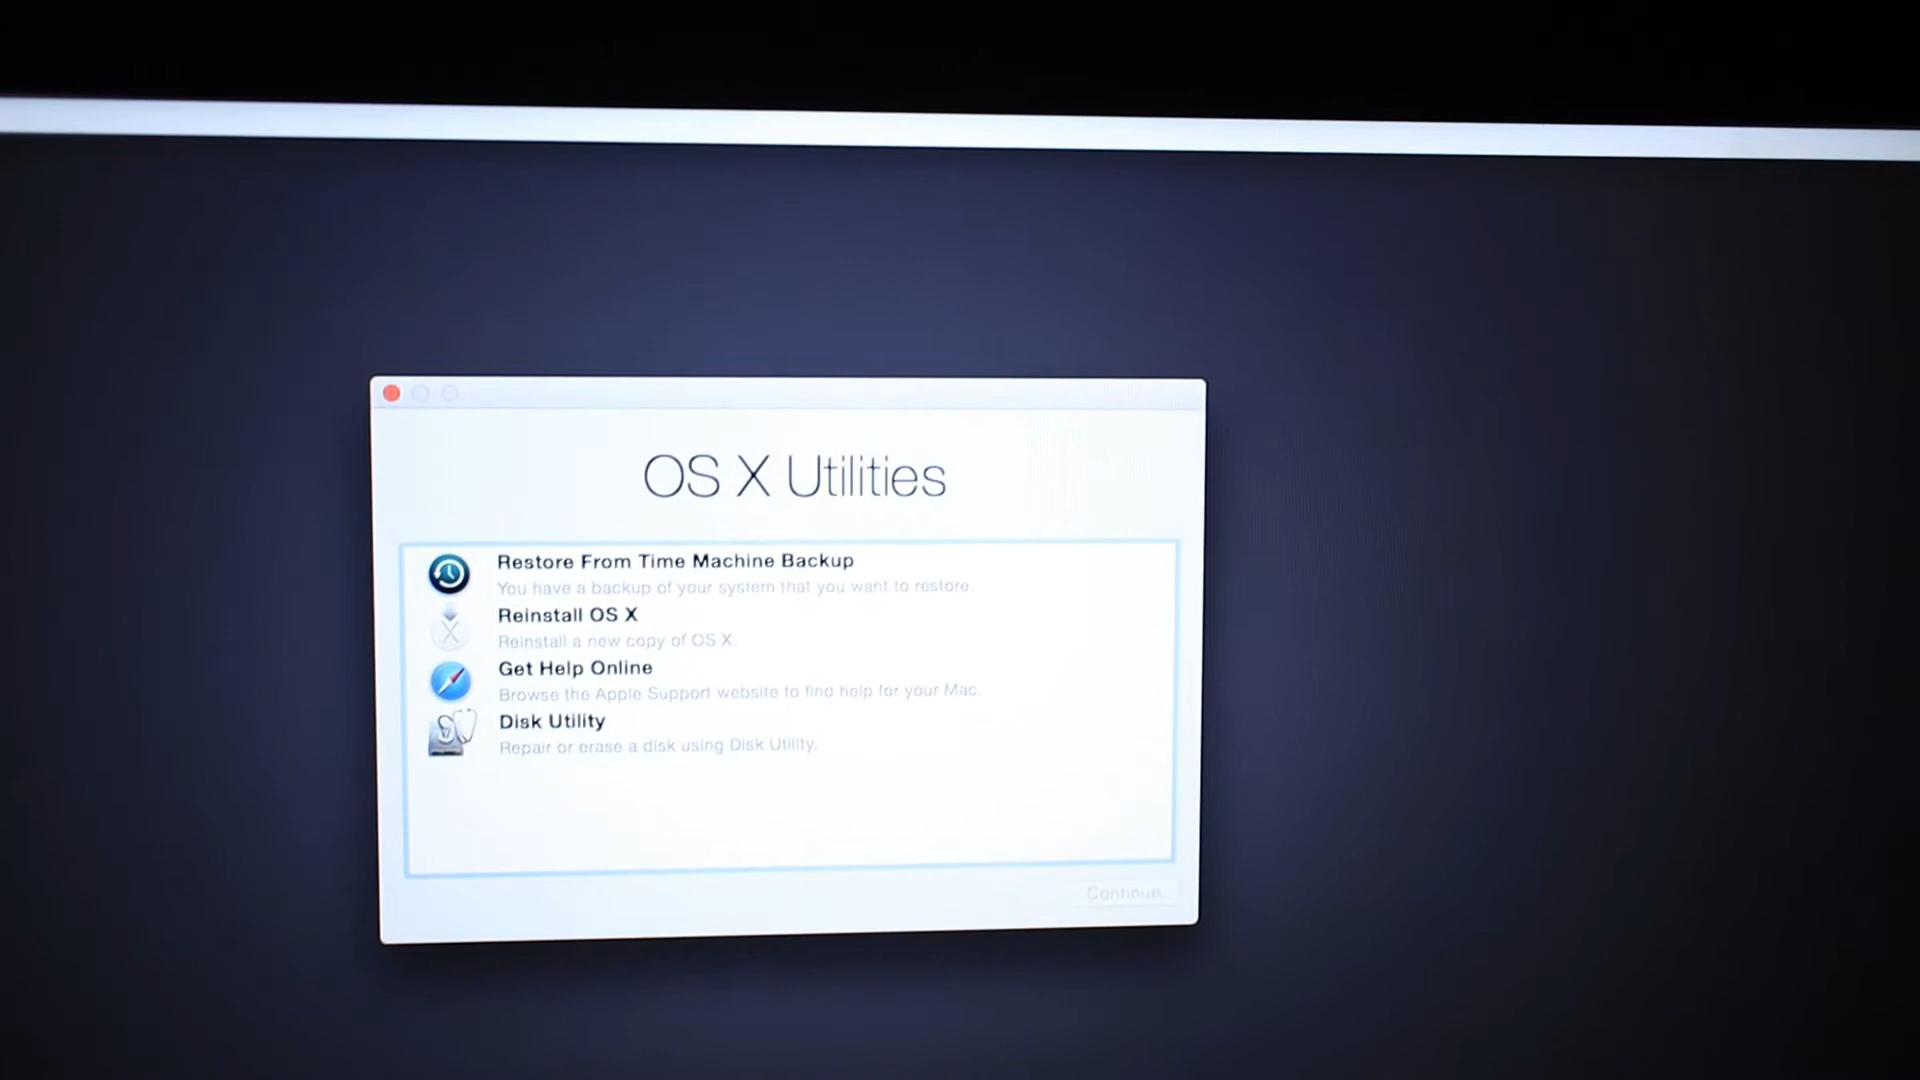 OS X Utilities
Restore From Time Machine Backup
You have a backup of your system that you want to restore.
Reinstall OS X
Reinstall a new copy of OS X.
Get Help Online
Browse the Apple Support website to find help for your Mac.
Disk Utility
Repair or erase a disk using Disk Utility.
Continue